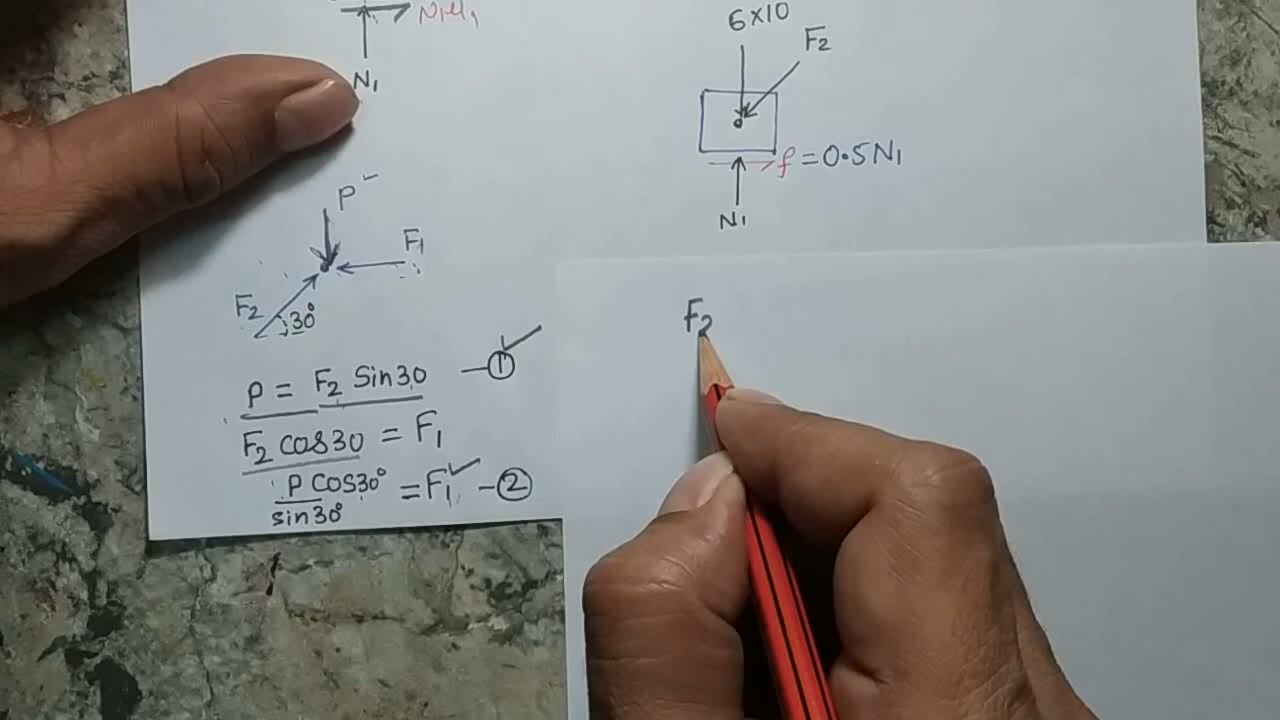 N₁μ₁
N₁
6×10
F₂
f = 0.5N₁
N₁
P
F₁
F₂
30°
P = F₂ Sin30 — ①
F₂ cos30 = F₁
P Cos30° / sin30° = F₁ — ②
F₂